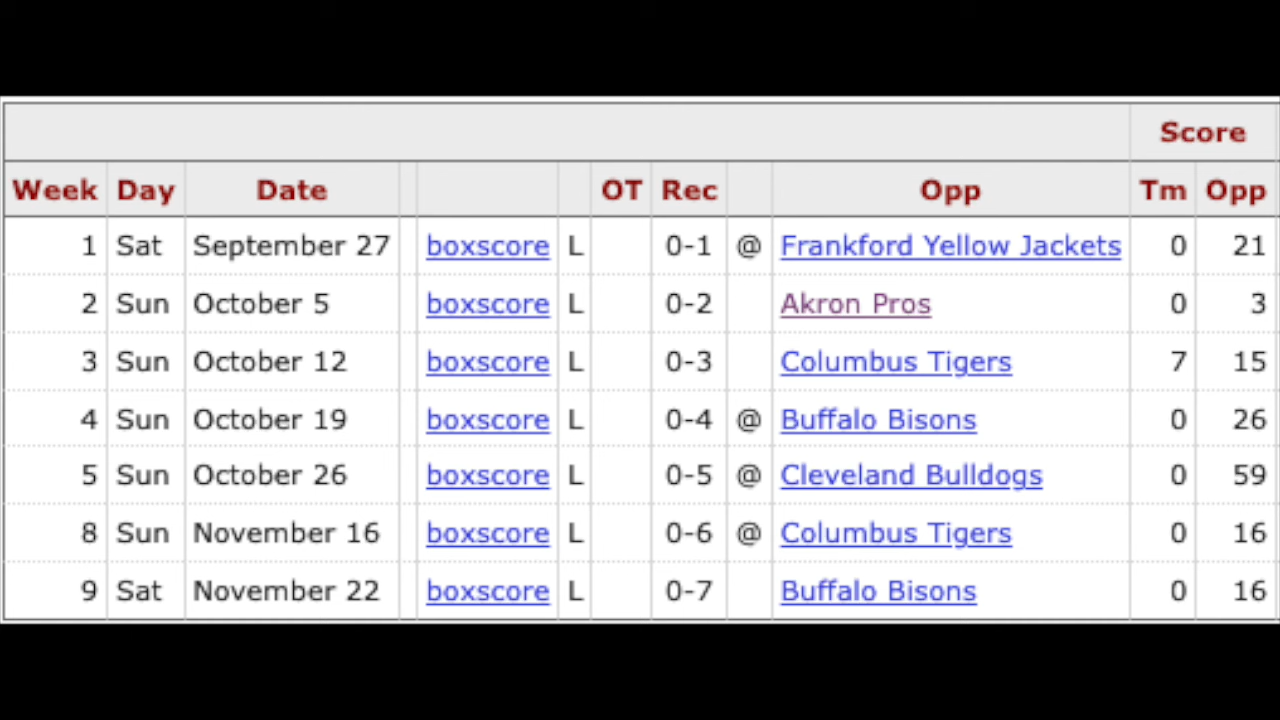 Score
Week Day Date OT Rec Opp Tm Opp
1 Sat September 27 boxscore L 0-1 @ Frankford Yellow Jackets 0 21
2 Sun October 5 boxscore L 0-2 Akron Pros 0 3
3 Sun October 12 boxscore L 0-3 Columbus Tigers 7 15
4 Sun October 19 boxscore L 0-4 @ Buffalo Bisons 0 26
5 Sun October 26 boxscore L 0-5 @ Cleveland Bulldogs 0 59
8 Sun November 16 boxscore L 0-6 @ Columbus Tigers 0 16
9 Sat November 22 boxscore L 0-7 Buffalo Bisons 0 16